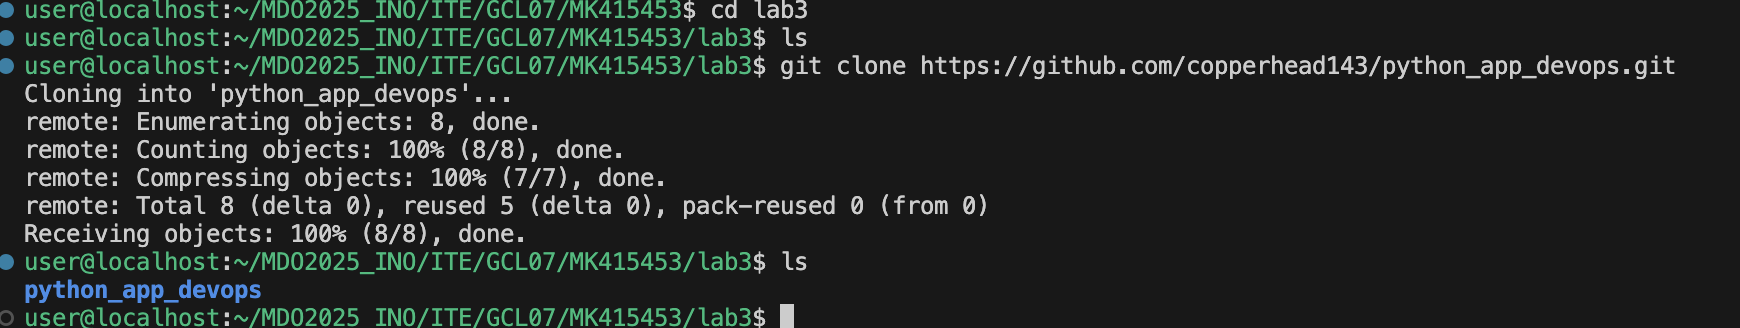 user@localhost:~/MDO2025_INO/ITE/GCL07/MK415453$ cd lab3
user@localhost:~/MDO2025_INO/ITE/GCL07/MK415453/lab3$ ls
user@localhost:~/MDO2025_INO/ITE/GCL07/MK415453/lab3$ git clone https://github.com/copperhead143/python_app_devops.git
Cloning into 'python_app_devops'...
remote: Enumerating objects: 8, done.
remote: Counting objects: 100% (8/8), done.
remote: Compressing objects: 100% (7/7), done.
remote: Total 8 (delta 0), reused 5 (delta 0), pack-reused 0 (from 0)
Receiving objects: 100% (8/8), done.
user@localhost:~/MDO2025_INO/ITE/GCL07/MK415453/lab3$ ls
python_app_devops
user@localhost:~/MDO2025_INO/ITE/GCL07/MK415453/lab3$